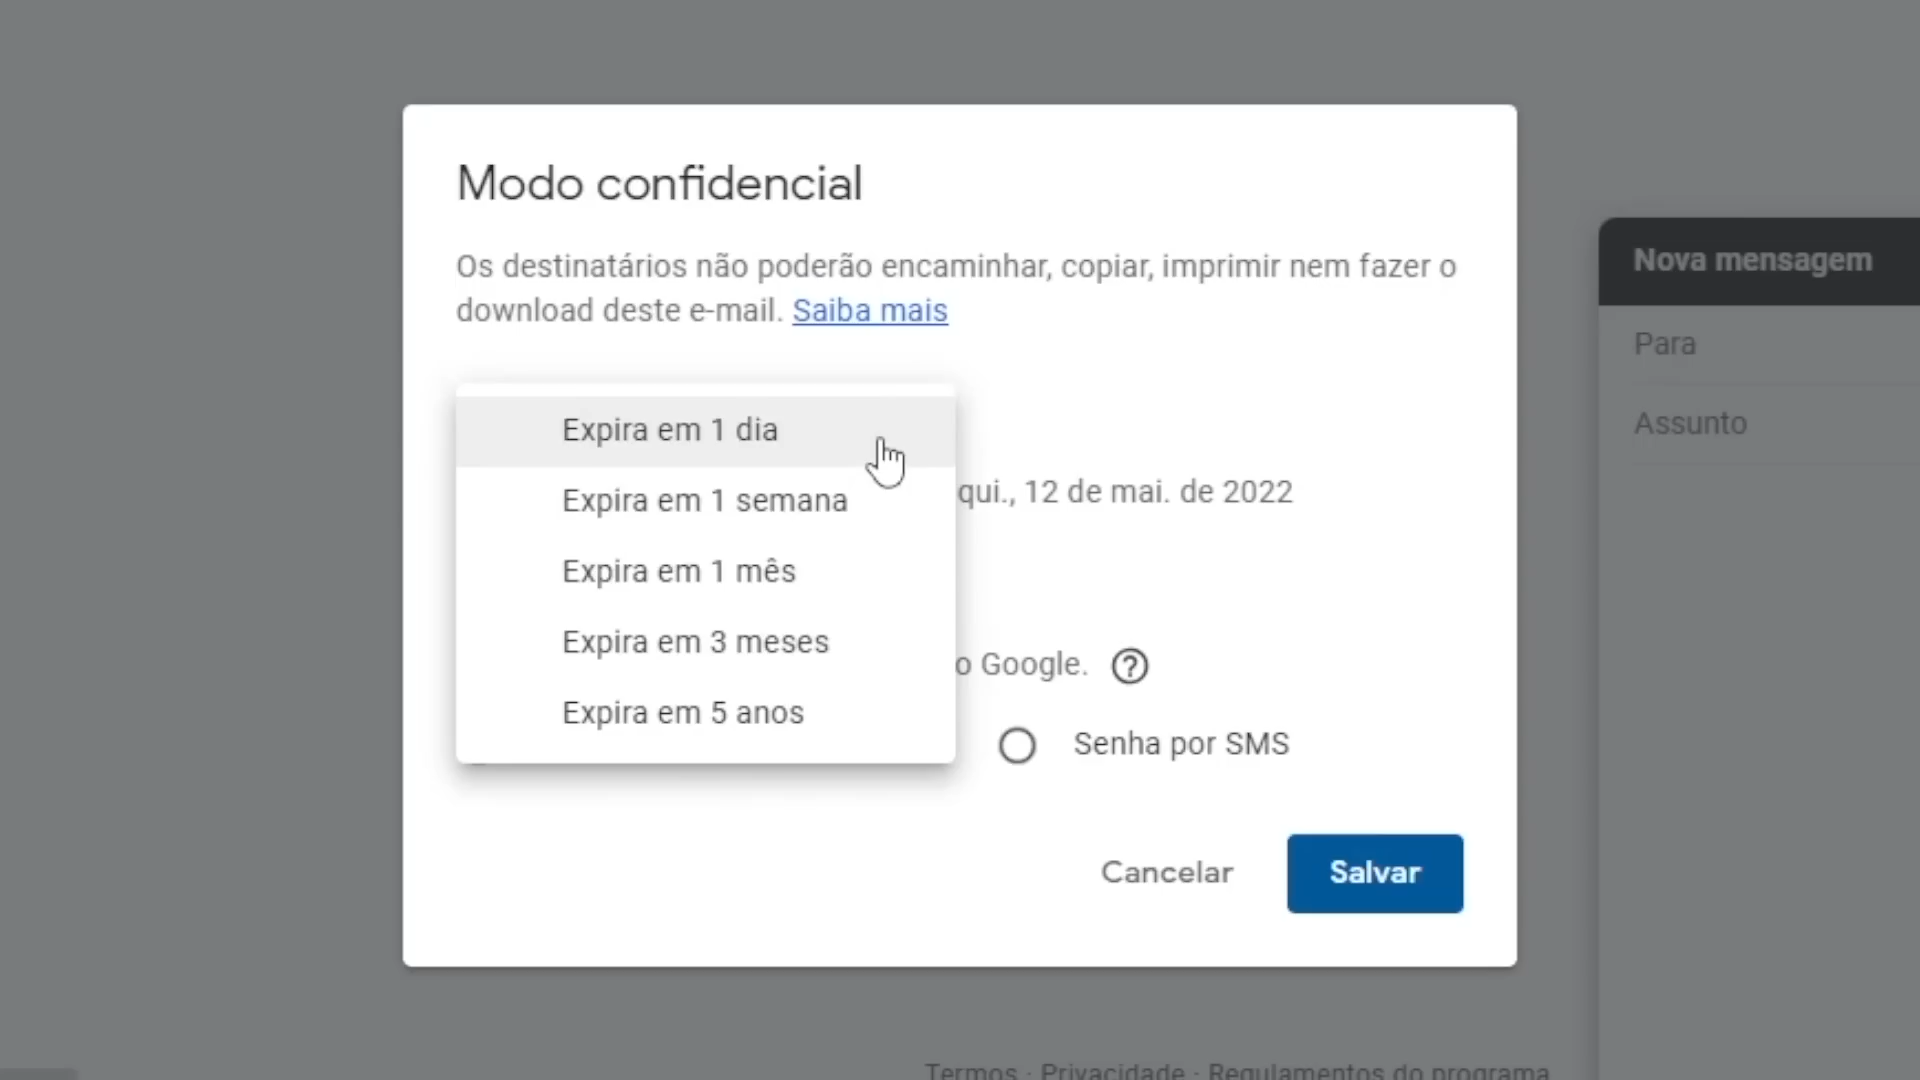 Modo confidencial
Os destinatários não poderão encaminhar, copiar, imprimir nem fazer o
download deste e-mail. Saiba mais
Expira em 1 dia
Expira em 1 semana
Expira em 1 mês
Expira em 3 meses
Expira em 5 anos
qui., 12 de mai. de 2022
o Google.
Senha por SMS
Cancelar
Salvar
Nova mensagem
Para
Assunto
Termos · Privacidade · Regulamentos do programa